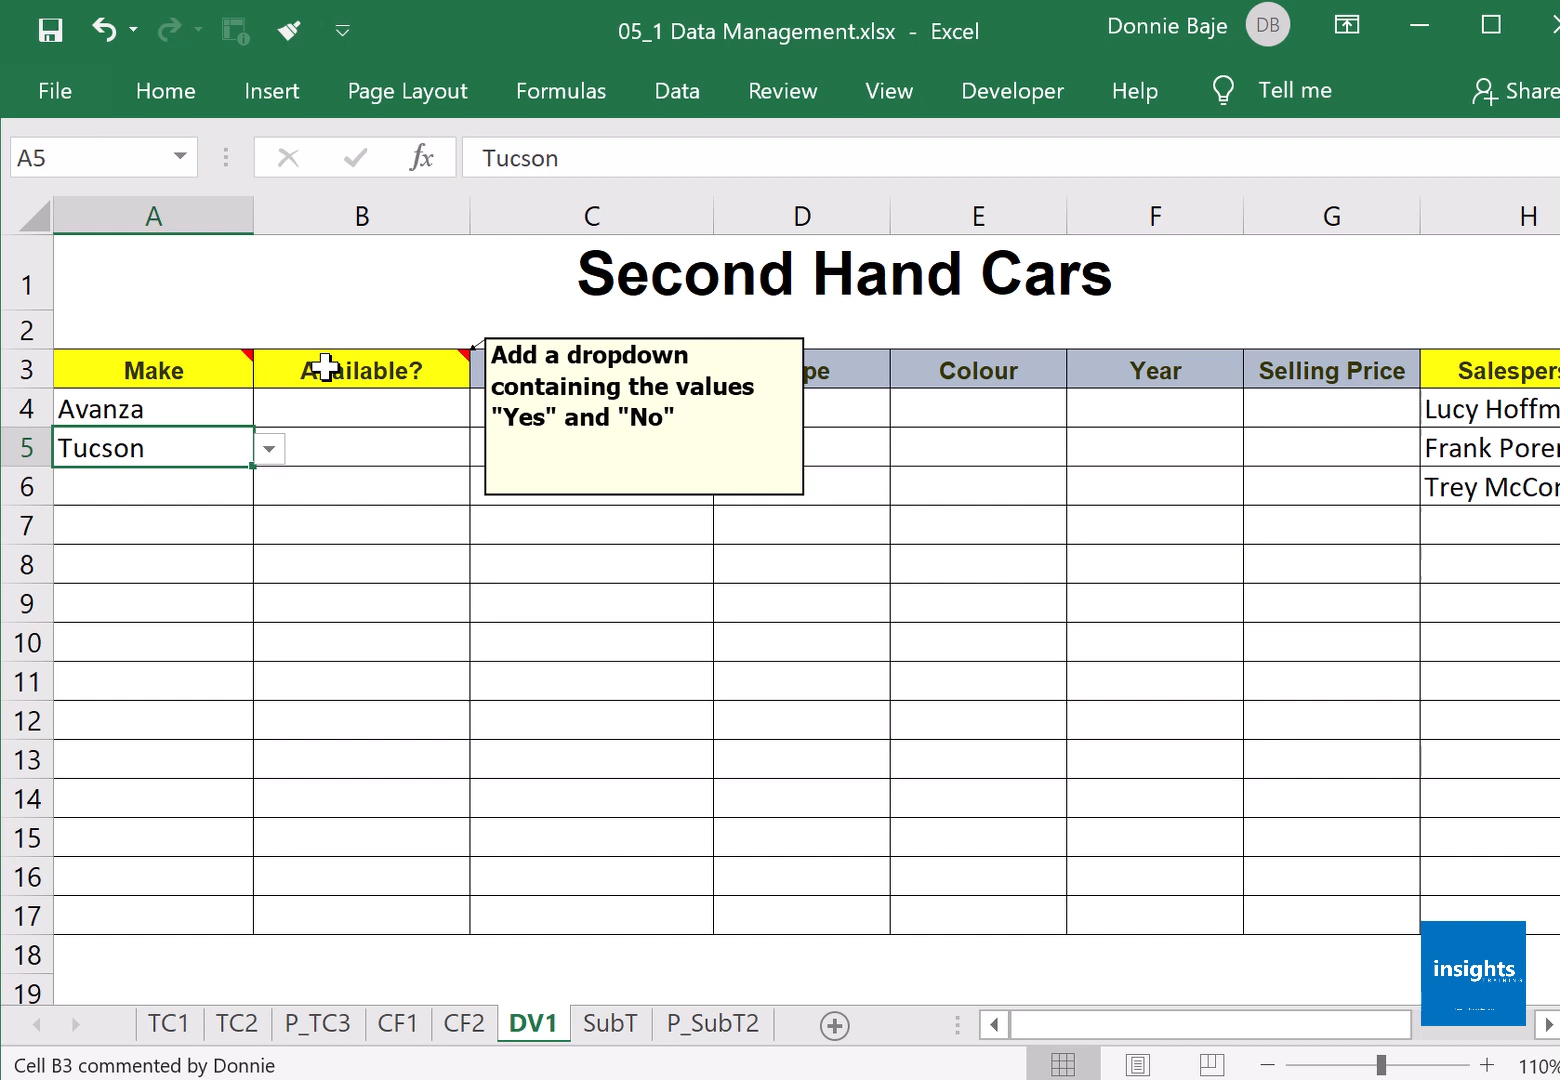 05_1 Data Management.xlsx - Excel
Donnie Baje DB
File Home Insert Page Layout Formulas Data Review View Developer Help Tell me Share
A5 fx Tucson
A B C D E F G H
1 Second Hand Cars
2
3 Make Available? pe Colour Year Selling Price Salespers
Add a dropdown
containing the values
"Yes" and "No"
4 Avanza Lucy Hoffm
5 Tucson Frank Porer
6 Trey McCor
7
8
9
10
11
12
13
14
15
16
17
18
19
insights
TRAINING
TC1 TC2 P_TC3 CF1 CF2 DV1 SubT P_SubT2
Cell B3 commented by Donnie 110%